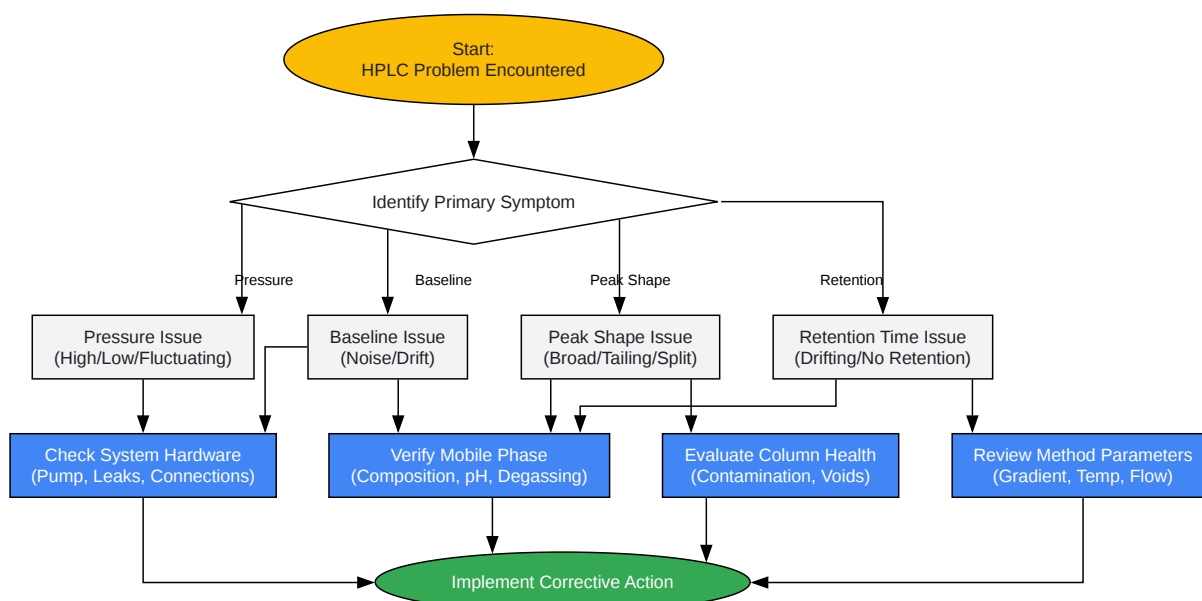 Start:
HPLC Problem Encountered
Identify Primary Symptom
Pressure
Baseline
Peak Shape
Retention
Pressure Issue
(High/Low/Fluctuating)
Baseline Issue
(Noise/Drift)
Peak Shape Issue
(Broad/Tailing/Split)
Retention Time Issue
(Drifting/No Retention)
Check System Hardware
(Pump, Leaks, Connections)
Verify Mobile Phase
(Composition, pH, Degassing)
Evaluate Column Health
(Contamination, Voids)
Review Method Parameters
(Gradient, Temp, Flow)
Implement Corrective Action